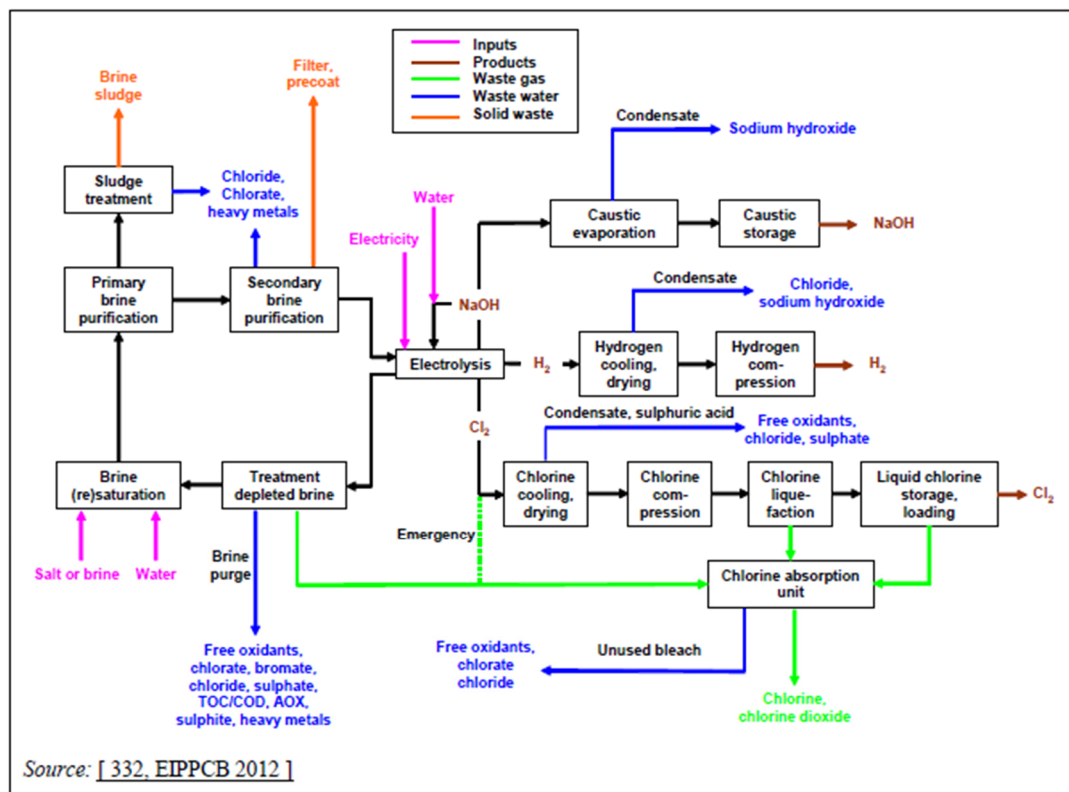 Inputs
Products
Waste gas
Waste water
Solid waste
Brine
sludge
Filter,
precoat
Condensate
Sodium hydroxide
Sludge
treatment
Chloride,
Chlorate,
heavy metals
Water
Electricity
Caustic
evaporation
Caustic
storage
NaOH
Primary
brine
purification
Secondary
brine
purification
NaOH
Condensate
Chloride,
sodium hydroxide
Electrolysis
H₂
Hydrogen
cooling,
drying
Hydrogen
com-
pression
H₂
Cl₂
Condensate, sulphuric acid
Free oxidants,
chloride, sulphate
Brine
(re)saturation
Treatment
depleted brine
Chlorine
cooling,
drying
Chlorine
com-
pression
Chlorine
lique-
faction
Liquid chlorine
storage,
loading
Cl₂
Emergency
Salt or brine
Water
Brine
purge
Chlorine absorption
unit
Free oxidants,
chlorate, bromate,
chloride, sulphate,
TOC/COD, AOX,
sulphite, heavy metals
Free oxidants,
chlorate
chloride
Unused bleach
Chlorine,
chlorine dioxide
Source: [ 332, EIPPCB 2012 ]